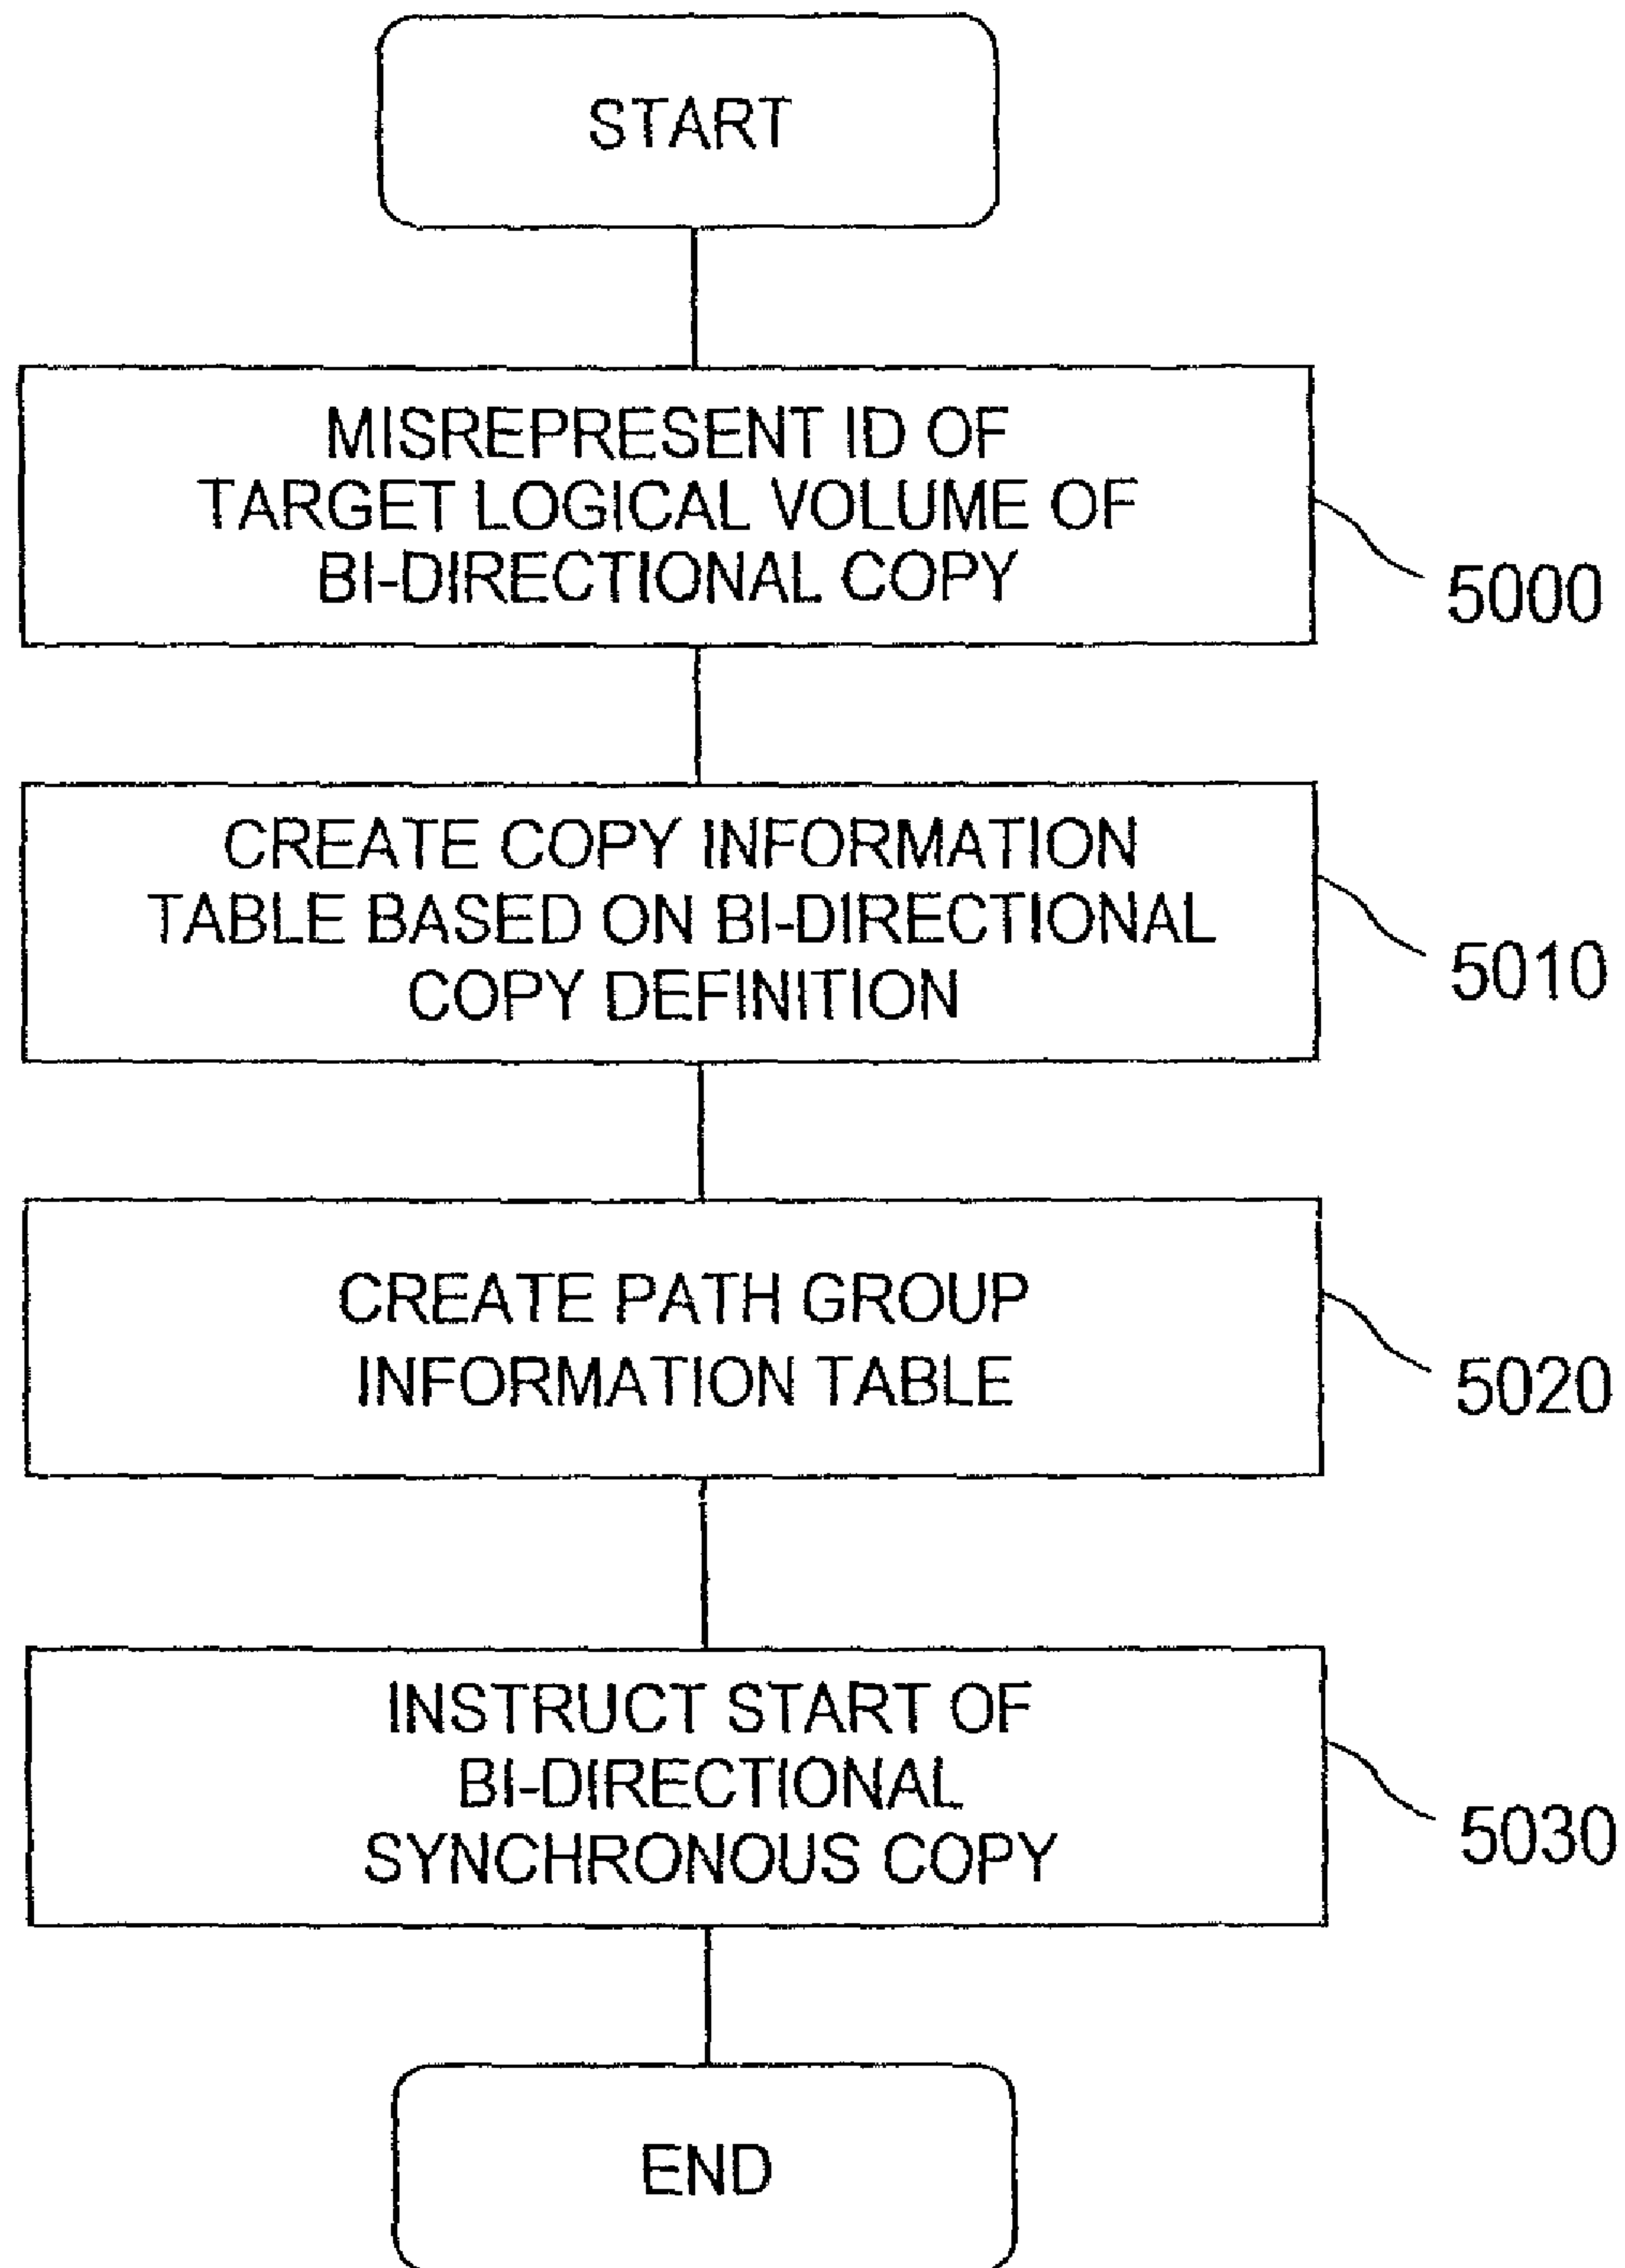 START
MISREPRESENT ID OF
TARGET LOGICAL VOLUME OF
BI-DIRECTIONAL COPY
5000
CREATE COPY INFORMATION
TABLE BASED ON BI-DIRECTIONAL
COPY DEFINITION
5010
CREATE PATH GROUP
INFORMATION TABLE
5020
INSTRUCT START OF
BI-DIRECTIONAL
SYNCHRONOUS COPY
5030
END